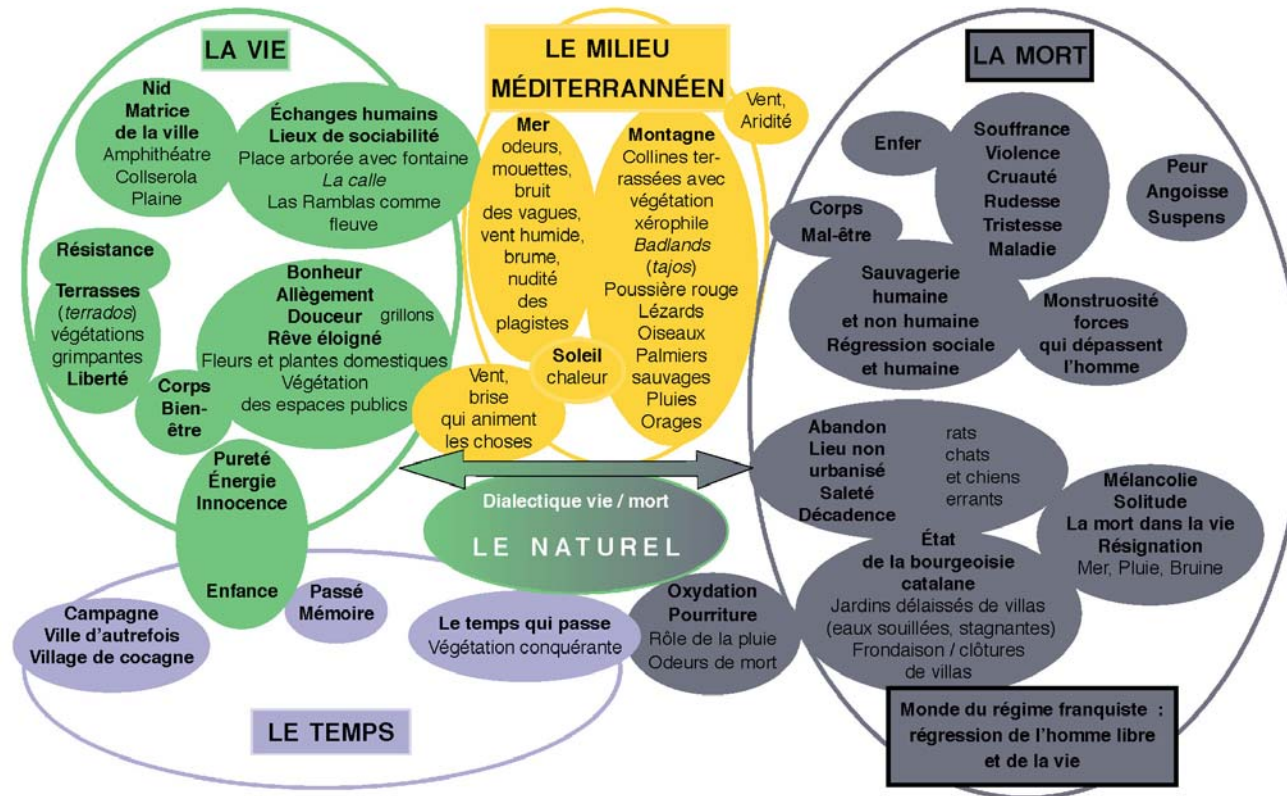 LA VIE
Nid
Matrice
de la ville
Amphithéatre
Collserola
Plaine
Échanges humains
Lieux de sociabilité
Place arborée avec fontaine
La calle
Las Ramblas comme
fleuve
Résistance
Terrasses
(terrados)
végétations
grimpantes
Liberté
Bonheur
Allègement
Douceur grillons
Rêve éloigné
Fleurs et plantes domestiques
Végétation
des espaces publics
Corps
Bien-
être
Pureté
Énergie
Innocence
Enfance
LE MILIEU
MÉDITERRANNÉEN
Vent,
Aridité
Mer
odeurs,
mouettes,
bruit
des vagues,
vent humide,
brume,
nudité
des
plagistes
Montagne
Collines ter-
rassées avec
végétation
xérophile
Badlands
(tajos)
Poussière rouge
Lézards
Oiseaux
Palmiers
sauvages
Pluies
Orages
Soleil
chaleur
Vent,
brise
qui animent
les choses
Dialectique vie / mort
LE NATUREL
LA MORT
Enfer
Souffrance
Violence
Cruauté
Rudesse
Tristesse
Maladie
Peur
Angoisse
Suspens
Corps
Mal-être
Sauvagerie
humaine
et non humaine
Régression sociale
et humaine
Monstruosité
forces
qui dépassent
l'homme
Abandon
Lieu non
urbanisé
Saleté
Décadence
rats
chats
et chiens
errants
Mélancolie
Solitude
La mort dans la vie
Résignation
Mer, Pluie, Bruine
État
de la bourgeoisie
catalane
Jardins délaissés de villas
(eaux souillées, stagnantes)
Frondaison / clôtures
de villas
Oxydation
Pourriture
Rôle de la pluie
Odeurs de mort
Monde du régime franquiste :
régression de l'homme libre
et de la vie
Campagne
Ville d'autrefois
Village de cocagne
Passé
Mémoire
Le temps qui passe
Végétation conquérante
LE TEMPS